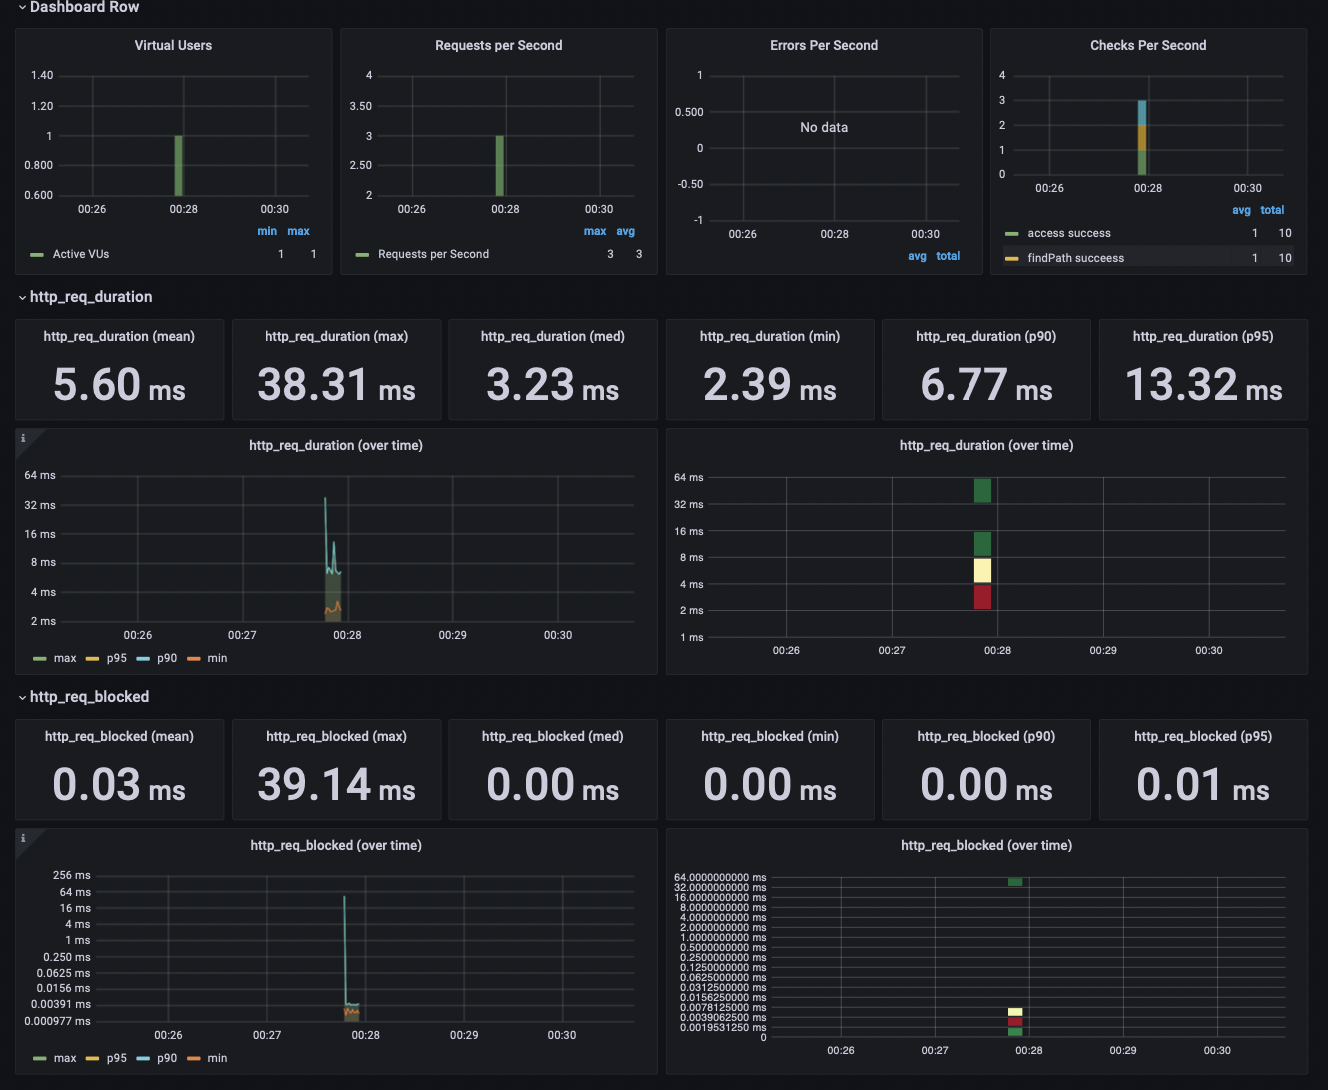 Dashboard Row
Virtual Users
1.40
1.20
1
0.800
0.600
00:26 00:28 00:30
min max
Active VUs 1 1
Requests per Second
4
3.50
3
2.50
2
00:26 00:28 00:30
max avg
Requests per Second 3 3
Errors Per Second
1
0.500
0
-0.50
-1
No data
00:26 00:28 00:30
avg total
Checks Per Second
4
3
2
1
0
00:26 00:28 00:30
avg total
access success 1 10
findPath succeess 1 10
http_req_duration
http_req_duration (mean)
5.60 ms
http_req_duration (max)
38.31 ms
http_req_duration (med)
3.23 ms
http_req_duration (min)
2.39 ms
http_req_duration (p90)
6.77 ms
http_req_duration (p95)
13.32 ms
i
http_req_duration (over time)
64 ms
32 ms
16 ms
8 ms
4 ms
2 ms
00:26 00:27 00:28 00:29 00:30
max p95 p90 min
http_req_duration (over time)
64 ms
32 ms
16 ms
8 ms
4 ms
2 ms
1 ms
00:26 00:27 00:28 00:29 00:30
http_req_blocked
http_req_blocked (mean)
0.03 ms
http_req_blocked (max)
39.14 ms
http_req_blocked (med)
0.00 ms
http_req_blocked (min)
0.00 ms
http_req_blocked (p90)
0.00 ms
http_req_blocked (p95)
0.01 ms
i
http_req_blocked (over time)
256 ms
64 ms
16 ms
4 ms
1 ms
0.250 ms
0.0625 ms
0.0156 ms
0.00391 ms
0.000977 ms
00:26 00:27 00:28 00:29 00:30
max p95 p90 min
http_req_blocked (over time)
64.0000000000 ms
32.0000000000 ms
16.0000000000 ms
8.0000000000 ms
4.0000000000 ms
2.0000000000 ms
1.0000000000 ms
0.5000000000 ms
0.2500000000 ms
0.1250000000 ms
0.0625000000 ms
0.0312500000 ms
0.0156250000 ms
0.0078125000 ms
0.0039062500 ms
0.0019531250 ms
0
00:26 00:27 00:28 00:29 00:30